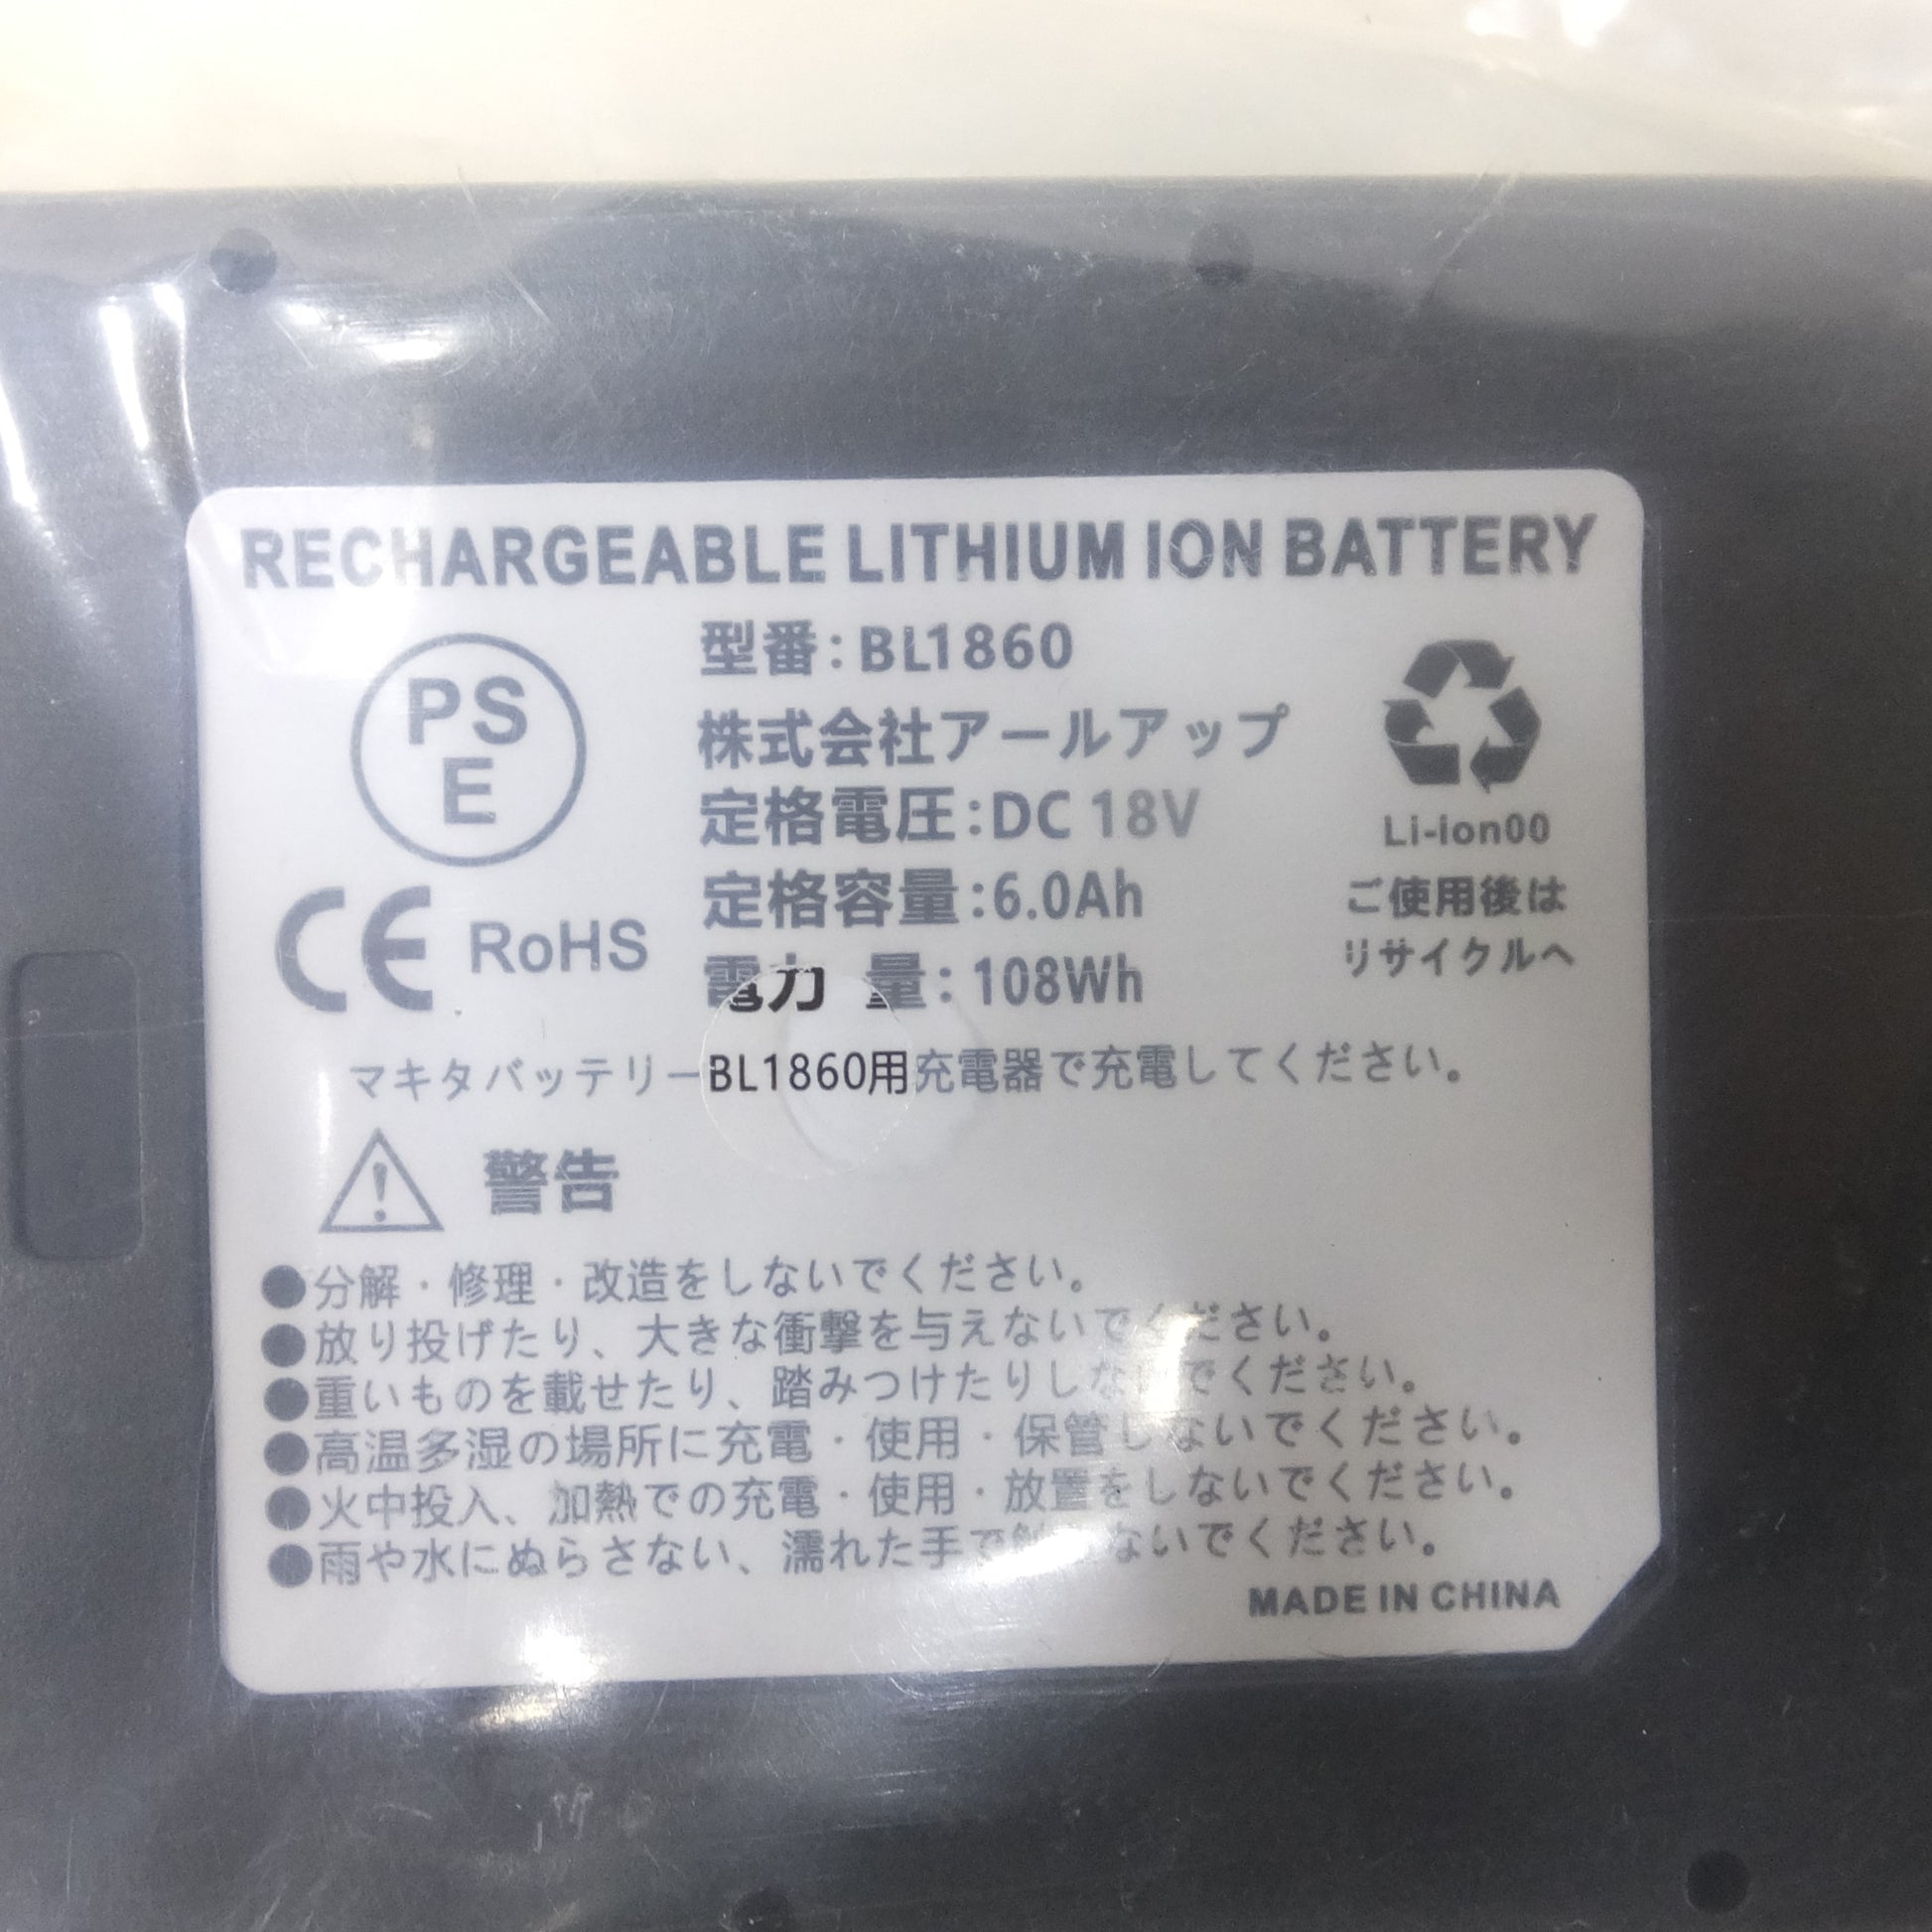 RECHARGEABLE LITHIUM ION BATTERY
PS
E
CE RoHS
型番:BL1860
株式会社アールアップ
定格電圧:DC 18V
定格容量:6.0Ah
電力 量:108Wh
Li-ion00
ご使用後は
リサイクルへ
マキタバッテリーBL1860用充電器で充電してください。
警告
●分解・修理・改造をしないでください。
●放り投げたり、大きな衝撃を与えないでください。
●重いものを載せたり、踏みつけたりしないでください。
●高温多湿の場所に充電・使用・保管しないでください。
●火中投入、加熱での充電・使用・放置をしないでください。
●雨や水にぬらさない、濡れた手で触らないでください。
MADE IN CHINA